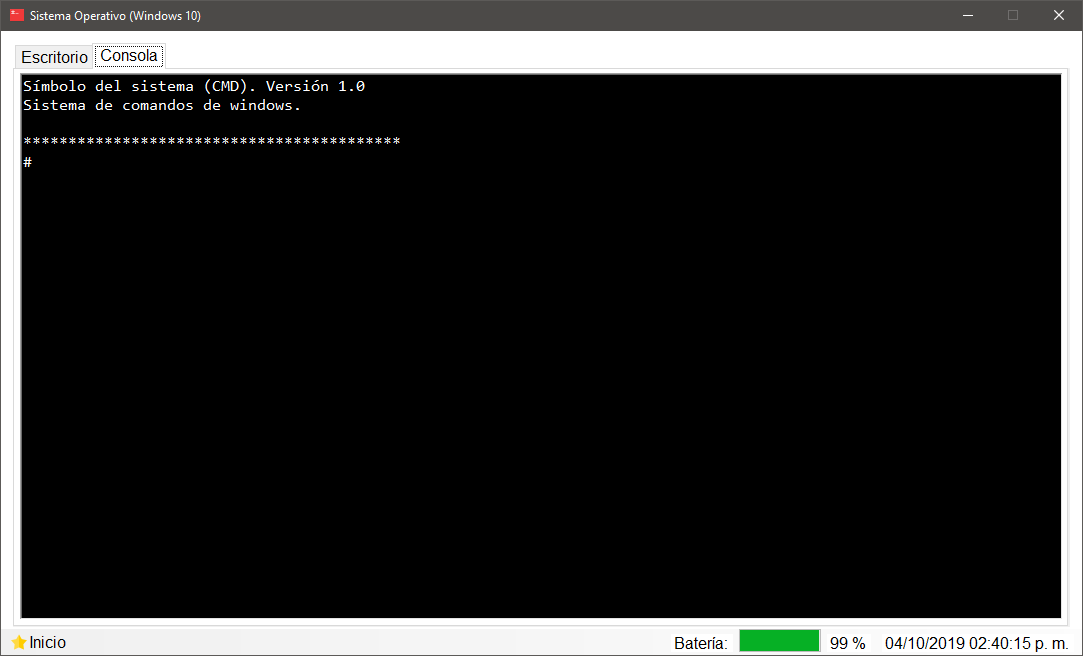 Sistema Operativo (Windows 10)
Escritorio Consola
Símbolo del sistema (CMD). Versión 1.0
Sistema de comandos de windows.
******************************************
#
Inicio Batería: 99 % 04/10/2019 02:40:15 p. m.